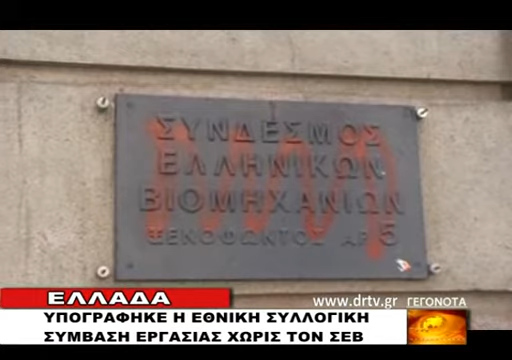 ΣΥΝΔΕΣΜΟΣ
ΕΛΛΗΝΙΚΩΝ
ΒΙΟΜΗΧΑΝΙΩΝ
ΞΕΝΟΦΩΝΤΟΣ ΑΡ 5
ΕΛΛΑΔΑ
www.drtv.gr ΓΕΓΟΝΟΤΑ
ΥΠΟΓΡΑΦΗΚΕ Η ΕΘΝΙΚΗ ΣΥΛΛΟΓΙΚΗ
ΣΥΜΒΑΣΗ ΕΡΓΑΣΙΑΣ ΧΩΡΙΣ ΤΟΝ ΣΕΒ